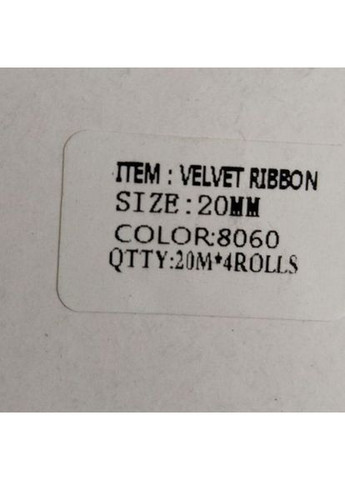 ITEM : VELVET RIBBON
SIZE:20MM
COLOR:8060
QTTY:20M*4ROLLS